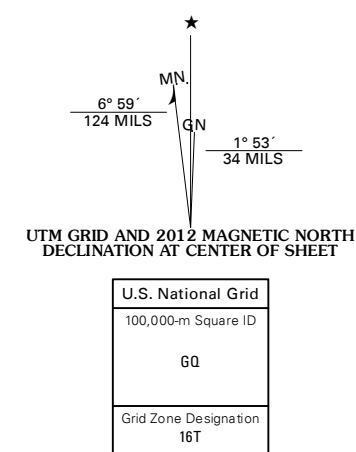 ★
MN.
6° 59´
124 MILS
GN
1° 53´
34 MILS
UTM GRID AND 2012 MAGNETIC NORTH
DECLINATION AT CENTER OF SHEET
U.S. National Grid
100,000-m Square ID
GQ
Grid Zone Designation
16T